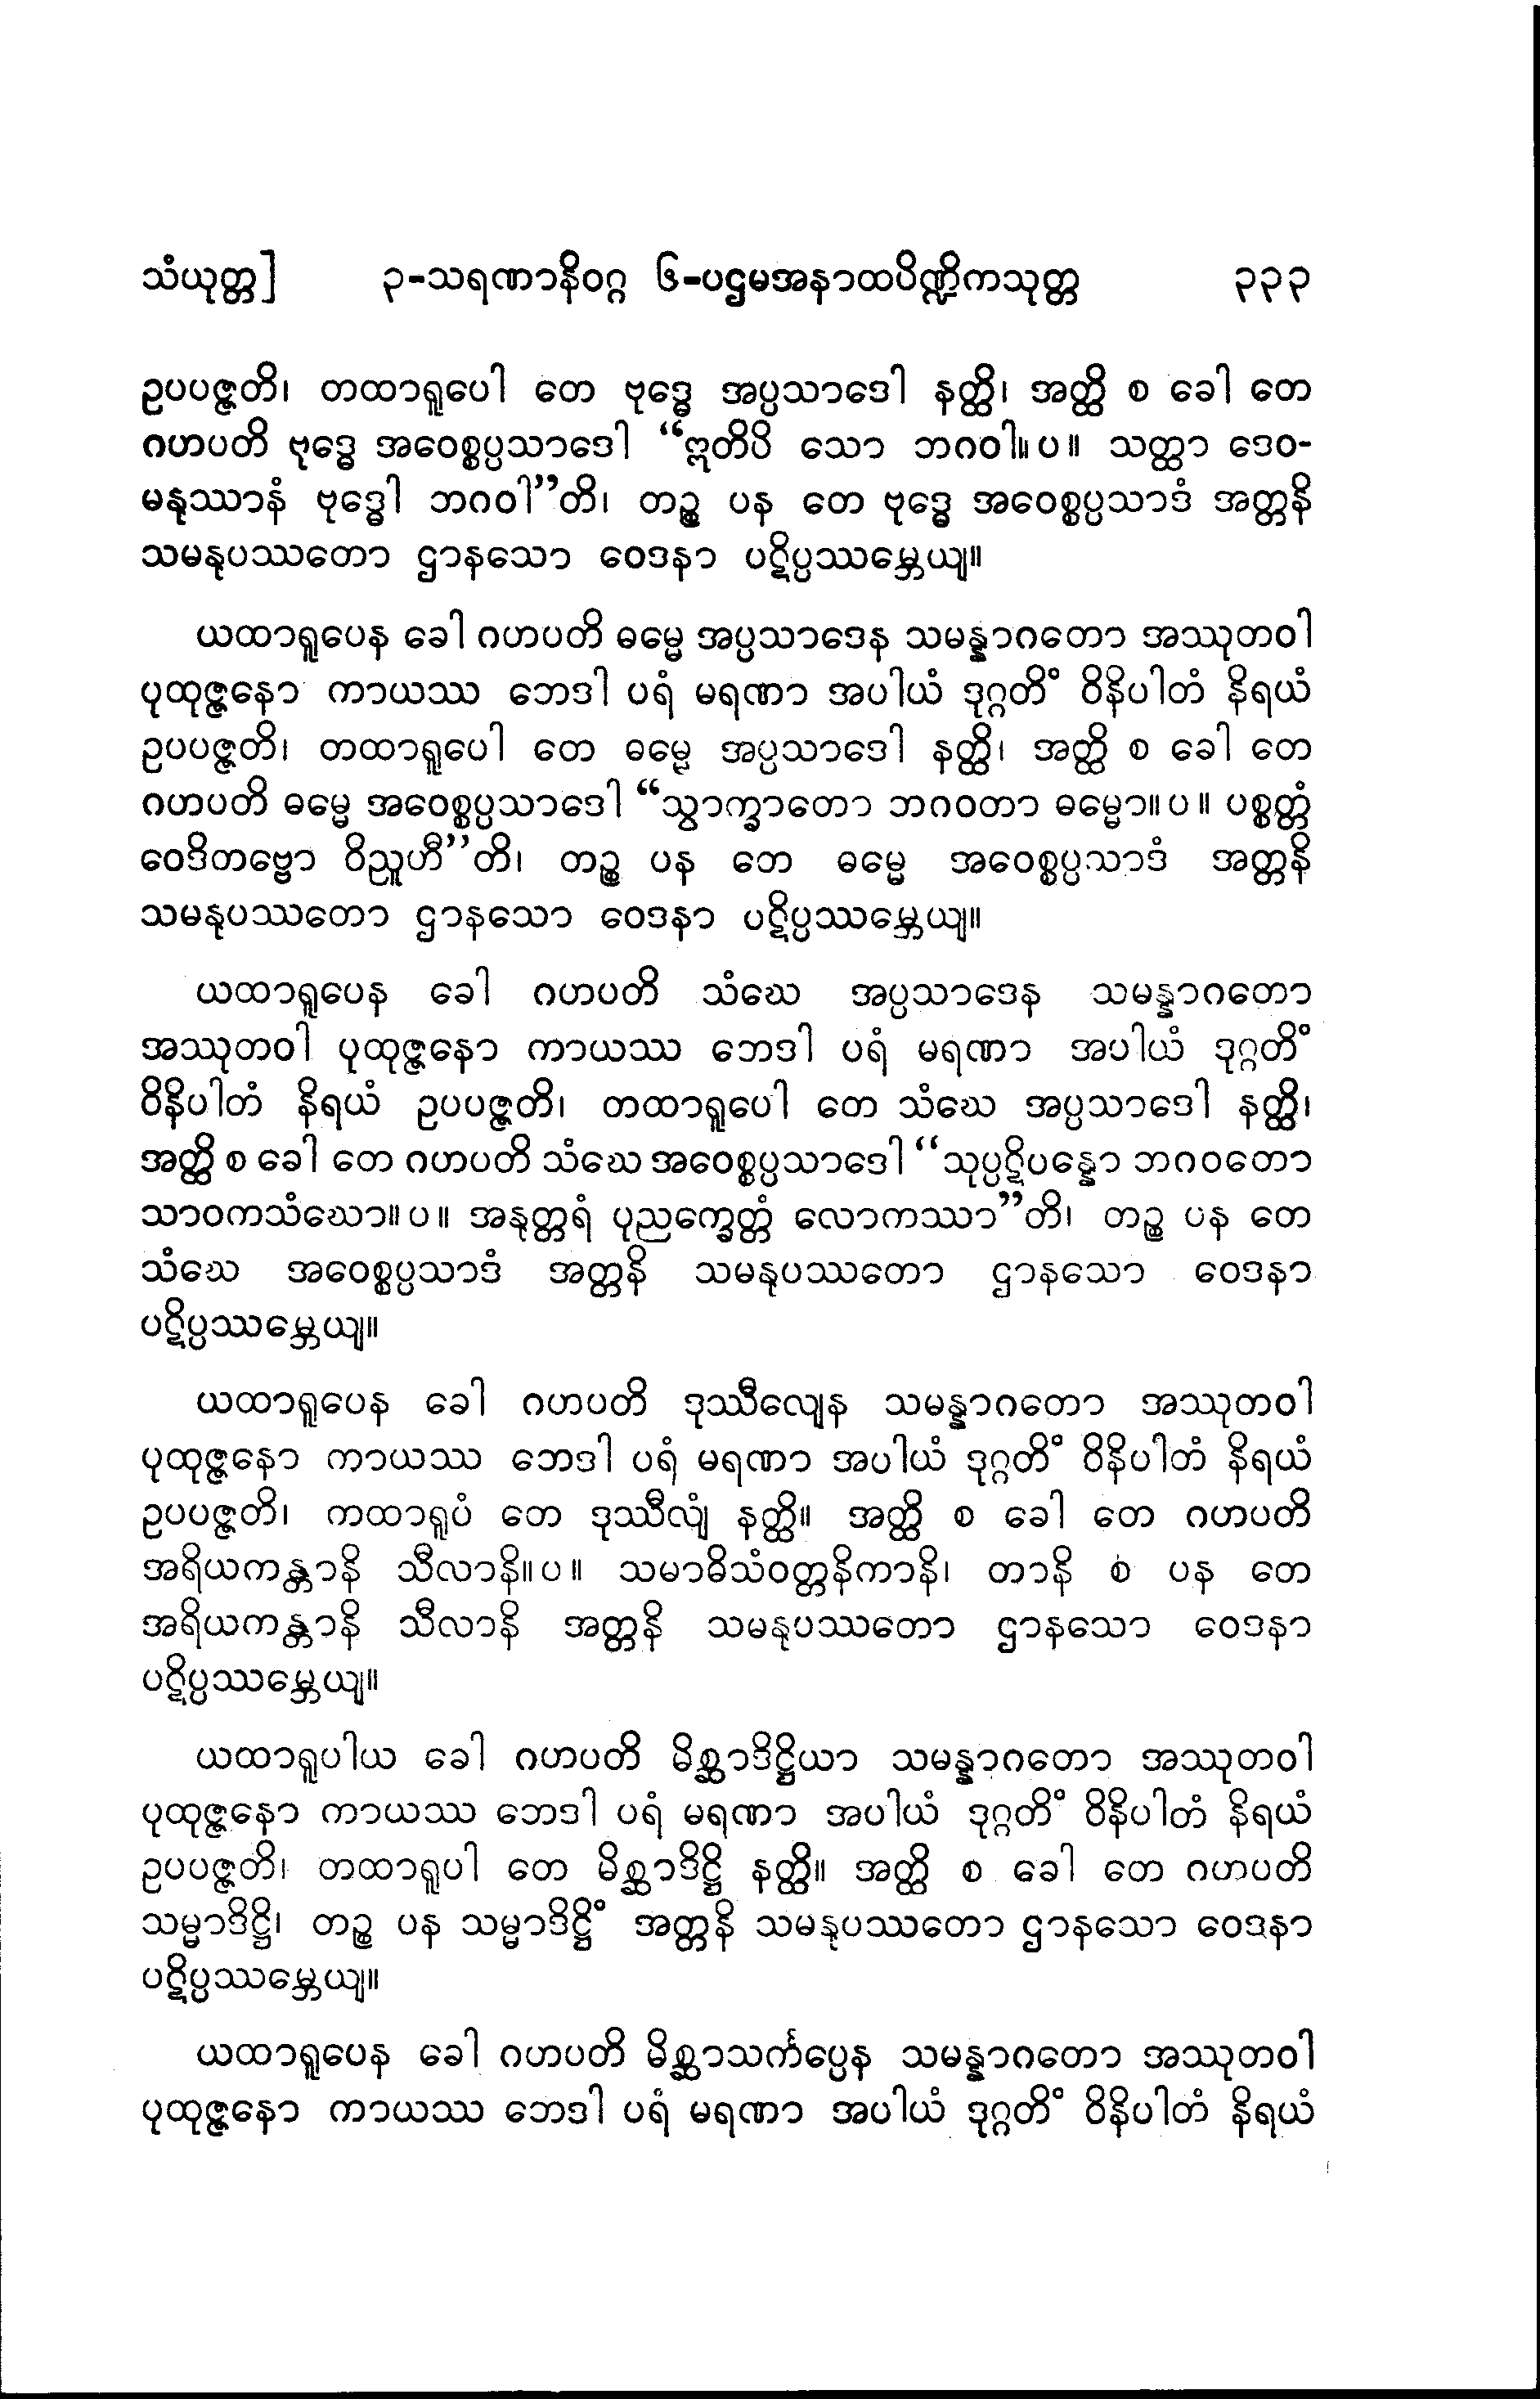 သံယုတ္တ] ၃-သရဏာနိဝဂ္ဂ ၆-ပဌမအနာထပိဏ္ဍိကသုတ္တ ၃၃၃
ဥပပဇ္ဇတိ၊ တထာရူပေါ တေ ဗုဒ္ဓေ အပ္ပသာဒေါ နတ္ထိ၊ အတ္ထိ စ ခေါ တေ
ဂဟပတိ ဗုဒ္ဓေ အဝေစ္စပ္ပသာဒေါ “ဣတိပိ သော ဘဂဝါ။ပ။ သတ္ထာ ဒေဝ-
မနုဿာနံ ဗုဒ္ဓေါ ဘဂဝါ”တိ၊ တဉ္စ ပန တေ ဗုဒ္ဓေ အဝေစ္စပ္ပသာဒံ အတ္တနိ
သမနုပဿတော ဌာနသော ဝေဒနာ ပဋိပ္ပဿမ္ဘေယျ။
ယထာရူပေန ခေါ ဂဟပတိ ဓမ္မေ အပ္ပသာဒေန သမန္နာဂတော အဿုတဝါ
ပုထုဇ္ဇနော ကာယဿ ဘေဒါ ပရံ မရဏာ အပါယံ ဒုဂ္ဂတိံ ဝိနိပါတံ နိရယံ
ဥပပဇ္ဇတိ၊ တထာရူပေါ တေ ဓမ္မေ အပ္ပသာဒေါ နတ္ထိ၊ အတ္ထိ စ ခေါ တေ
ဂဟပတိ ဓမ္မေ အဝေစ္စပ္ပသာဒေါ “သွာက္ခာတော ဘဂဝတာ ဓမ္မော။ပ။ ပစ္စတ္တံ
ဝေဒိတဗ္ဗော ဝိညူဟီ”တိ၊ တဉ္စ ပန တေ ဓမ္မေ အဝေစ္စပ္ပသာဒံ အတ္တနိ
သမနုပဿတော ဌာနသော ဝေဒနာ ပဋိပ္ပဿမ္ဘေယျ။
ယထာရူပေန ခေါ ဂဟပတိ သံဃေ အပ္ပသာဒေန သမန္နာဂတော
အဿုတဝါ ပုထုဇ္ဇနော ကာယဿ ဘေဒါ ပရံ မရဏာ အပါယံ ဒုဂ္ဂတိံ
ဝိနိပါတံ နိရယံ ဥပပဇ္ဇတိ၊ တထာရူပေါ တေ သံဃေ အပ္ပသာဒေါ နတ္ထိ၊
အတ္ထိ စ ခေါ တေ ဂဟပတိ သံဃေ အဝေစ္စပ္ပသာဒေါ “သုပ္ပဋိပန္နော ဘဂဝတော
သာဝကသံဃော။ပ။ အနုတ္တရံ ပုညက္ခေတ္တံ လောကဿာ”တိ၊ တဉ္စ ပန တေ
သံဃေ အဝေစ္စပ္ပသာဒံ အတ္တနိ သမနုပဿတော ဌာနသော ဝေဒနာ
ပဋိပ္ပဿမ္ဘေယျ။
ယထာရူပေန ခေါ ဂဟပတိ ဒုဿီလျေန သမန္နာဂတော အဿုတဝါ
ပုထုဇ္ဇနော ကာယဿ ဘေဒါ ပရံ မရဏာ အပါယံ ဒုဂ္ဂတိံ ဝိနိပါတံ နိရယံ
ဥပပဇ္ဇတိ၊ ကထာရူပံ တေ ဒုဿီလျံ နတ္ထိ။ အတ္ထိ စ ခေါ တေ ဂဟပတိ
အရိယကန္တာနိ သီလာနိ။ပ။ သမာဓိသံဝတ္တနိကာနိ၊ တာနိ စ ပန တေ
အရိယကန္တာနိ သီလာနိ အတ္တနိ သမနုပဿတော ဌာနသော ဝေဒနာ
ပဋိပ္ပဿမ္ဘေယျ။
ယထာရူပါယ ခေါ ဂဟပတိ မိစ္ဆာဒိဋ္ဌိယာ သမန္နာဂတော အဿုတဝါ
ပုထုဇ္ဇနော ကာယဿ ဘေဒါ ပရံ မရဏာ အပါယံ ဒုဂ္ဂတိံ ဝိနိပါတံ နိရယံ
ဥပပဇ္ဇတိ၊ တထာရူပါ တေ မိစ္ဆာဒိဋ္ဌိ နတ္ထိ။ အတ္ထိ စ ခေါ တေ ဂဟပတိ
သမ္မာဒိဋ္ဌိ၊ တဉ္စ ပန သမ္မာဒိဋ္ဌိံ အတ္တနိ သမနုပဿတော ဌာနသော ဝေဒနာ
ပဋိပ္ပဿမ္ဘေယျ။
ယထာရူပေန ခေါ ဂဟပတိ မိစ္ဆာသင်္ကပ္ပေန သမန္နာဂတော အဿုတဝါ
ပုထုဇ္ဇနော ကာယဿ ဘေဒါ ပရံ မရဏာ အပါယံ ဒုဂ္ဂတိံ ဝိနိပါတံ နိရယံ